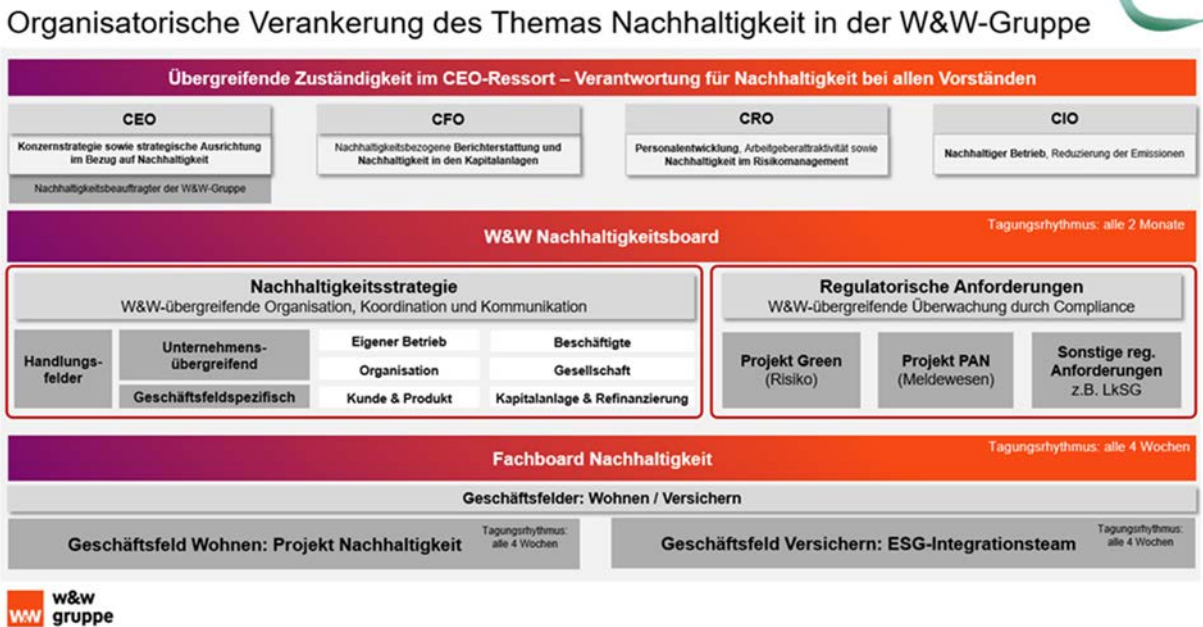 Organisatorische Verankerung des Themas Nachhaltigkeit in der W&W-Gruppe
Übergreifende Zuständigkeit im CEO-Ressort – Verantwortung für Nachhaltigkeit bei allen Vorständen
CEO
Konzernstrategie sowie strategische Ausrichtung
im Bezug auf Nachhaltigkeit
Nachhaltigkeitsbeauftragter der W&W-Gruppe
CFO
Nachhaltigkeitsbezogene Berichterstattung und
Nachhaltigkeit in den Kapitalanlagen
CRO
Personalentwicklung, Arbeitgeberattraktivität sowie
Nachhaltigkeit im Risikomanagement
CIO
Nachhaltiger Betrieb, Reduzierung der Emissionen
W&W Nachhaltigkeitsboard
Tagungsrhythmus: alle 2 Monate
Nachhaltigkeitsstrategie
W&W-übergreifende Organisation, Koordination und Kommunikation
Handlungs-
felder
Unternehmens-
übergreifend
Geschäftsfeldspezifisch
Eigener Betrieb
Beschäftigte
Organisation
Gesellschaft
Kunde & Produkt
Kapitalanlage & Refinanzierung
Regulatorische Anforderungen
W&W-übergreifende Überwachung durch Compliance
Projekt Green
(Risiko)
Projekt PAN
(Meldewesen)
Sonstige reg.
Anforderungen
z.B. LkSG
Fachboard Nachhaltigkeit
Tagungsrhythmus: alle 4 Wochen
Geschäftsfelder: Wohnen / Versichern
Geschäftsfeld Wohnen: Projekt Nachhaltigkeit
Tagungsrhythmus:
alle 4 Wochen
Geschäftsfeld Versichern: ESG-Integrationsteam
Tagungsrhythmus:
alle 4 Wochen
WW
w&w
gruppe